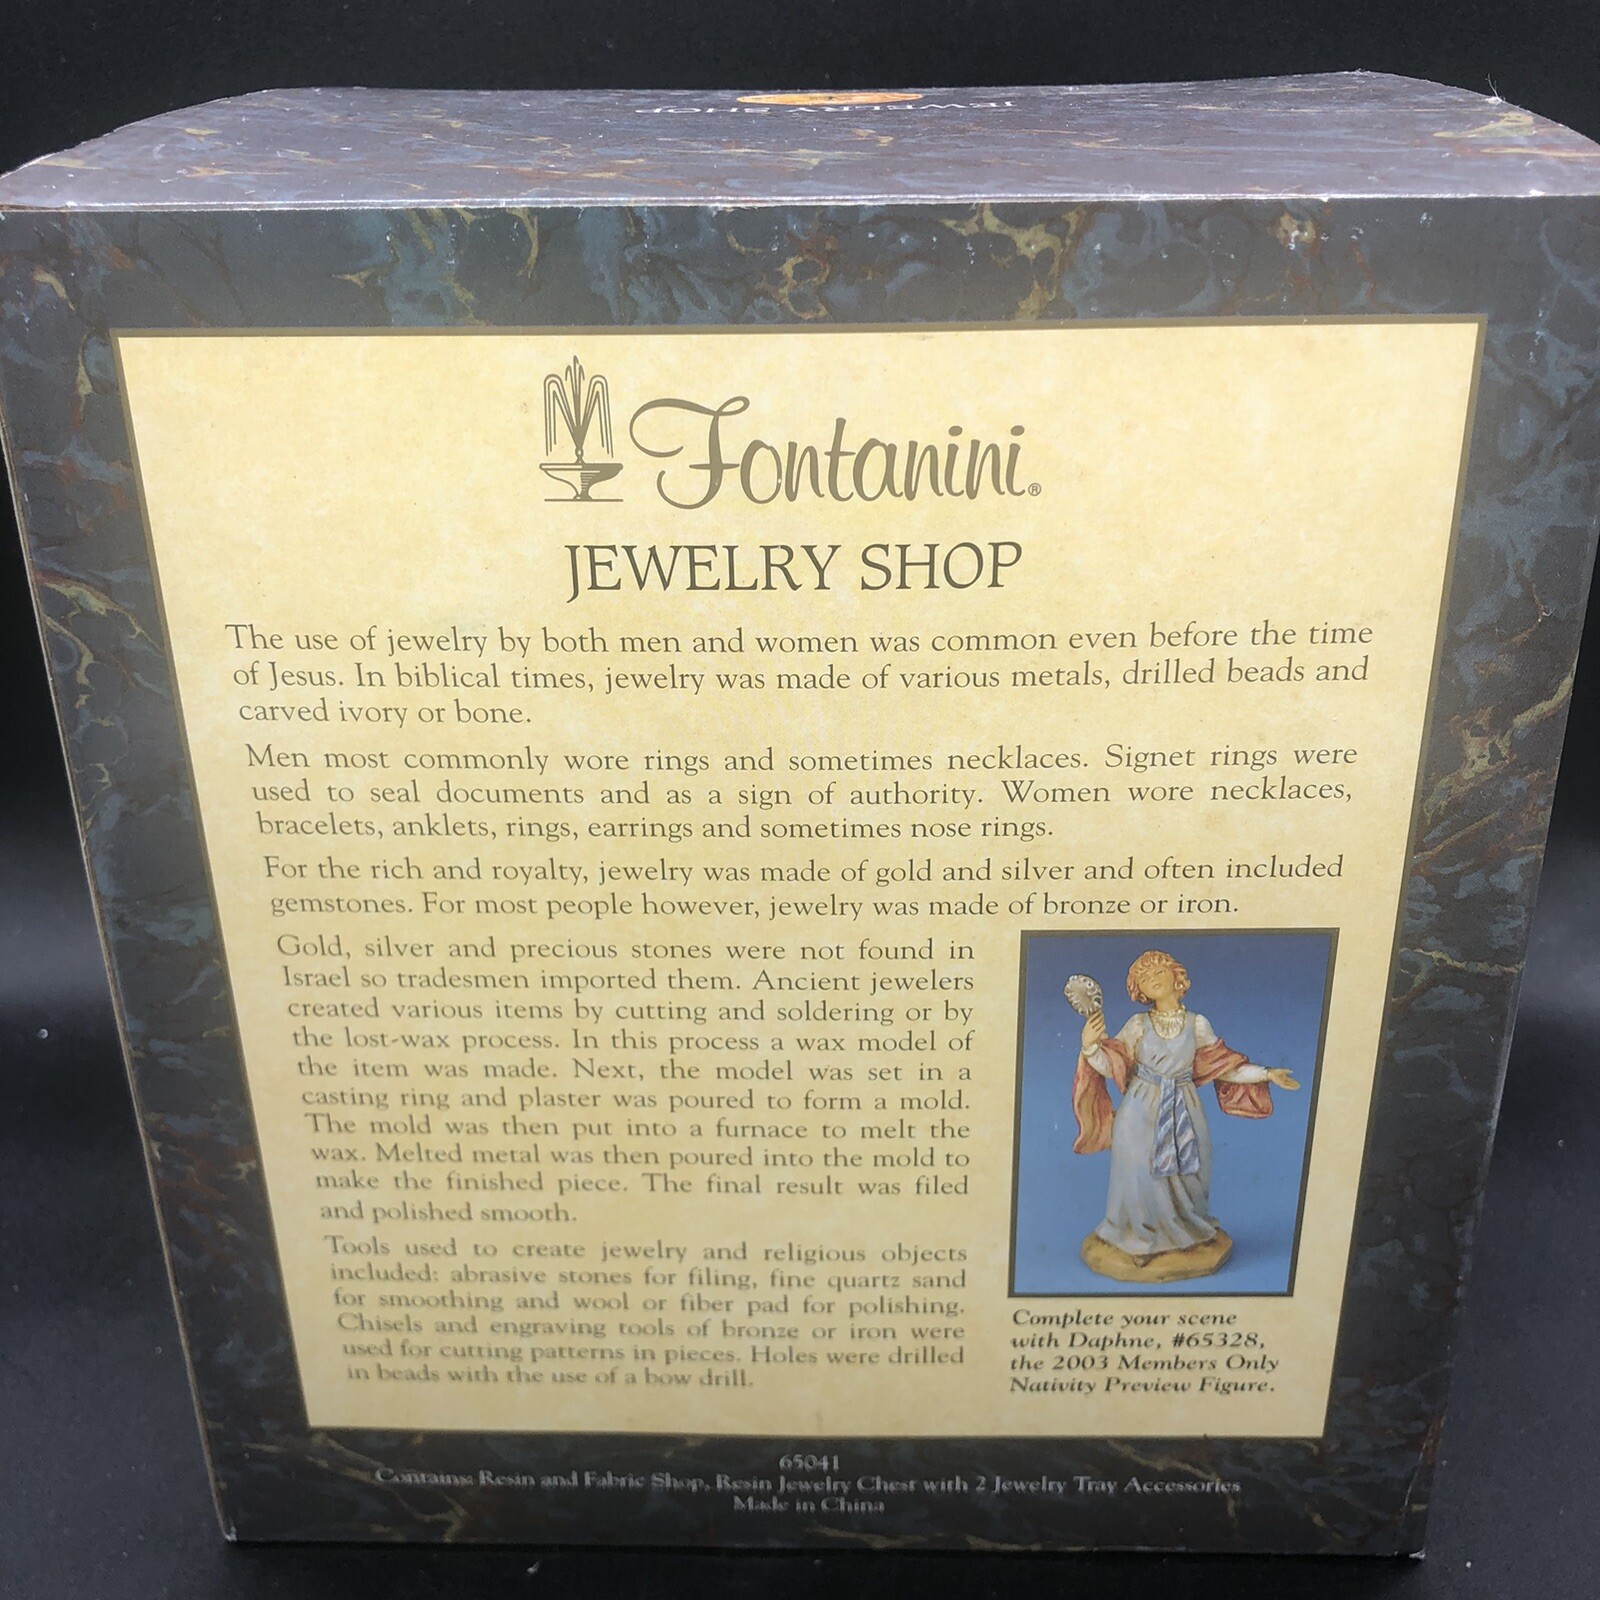 JEWELRY SHOP
Fontanini®
JEWELRY SHOP
The use of jewelry by both men and women was common even before the time
of Jesus. In biblical times, jewelry was made of various metals, drilled beads and
carved ivory or bone.
Men most commonly wore rings and sometimes necklaces. Signet rings were
used to seal documents and as a sign of authority. Women wore necklaces,
bracelets, anklets, rings, earrings and sometimes nose rings.
For the rich and royalty, jewelry was made of gold and silver and often included
gemstones. For most people however, jewelry was made of bronze or iron.
Gold, silver and precious stones were not found in
Israel so tradesmen imported them. Ancient jewelers
created various items by cutting and soldering or by
the lost-wax process. In this process a wax model of
the item was made. Next, the model was set in a
casting ring and plaster was poured to form a mold.
The mold was then put into a furnace to melt the
wax. Melted metal was then poured into the mold to
make the finished piece. The final result was filed
and polished smooth.
Tools used to create jewelry and religious objects
included: abrasive stones for filing, fine quartz sand
for smoothing and wool or fiber pad for polishing.
Chisels and engraving tools of bronze or iron were
used for cutting patterns in pieces. Holes were drilled
in beads with the use of a bow drill.
Complete your scene
with Daphne, #65328,
the 2003 Members Only
Nativity Preview Figure.
65041
Contains: Resin and Fabric Shop, Resin Jewelry Chest with 2 Jewelry Tray Accessories
Made in China